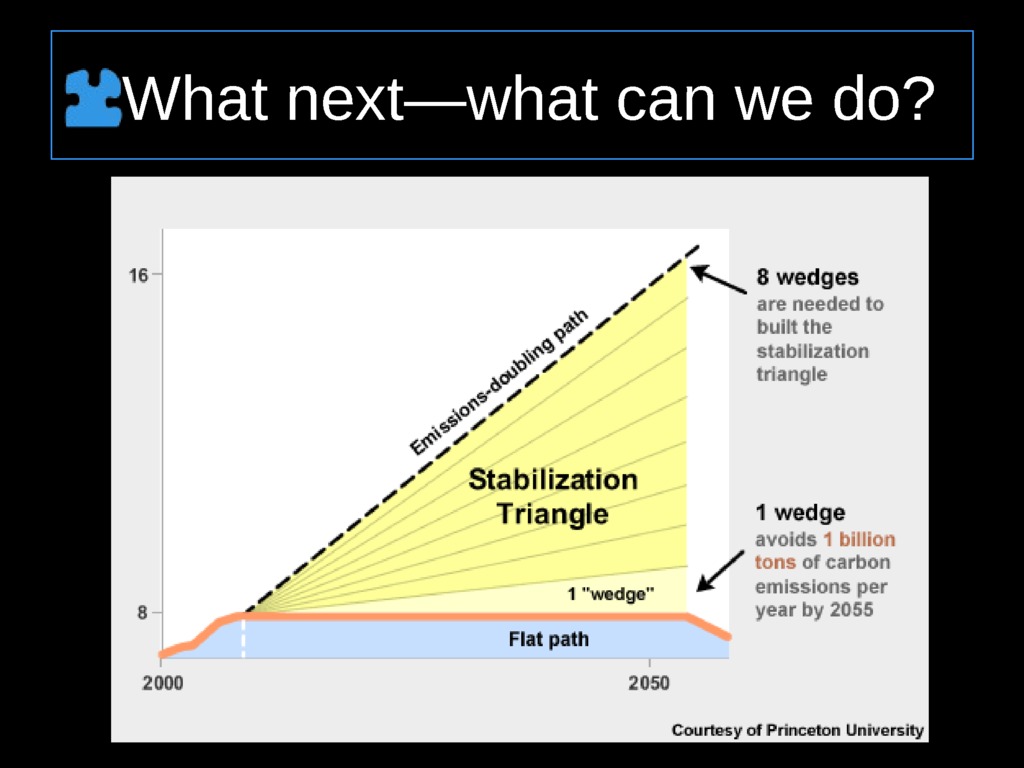 What next—what can we do?
16
8 wedges
are needed to
built the
stabilization
triangle
Emissions-doubling path
Stabilization
Triangle
1 wedge
avoids 1 billion
tons of carbon
emissions per
year by 2055
1 "wedge"
8
Flat path
2000
2050
Courtesy of Princeton University